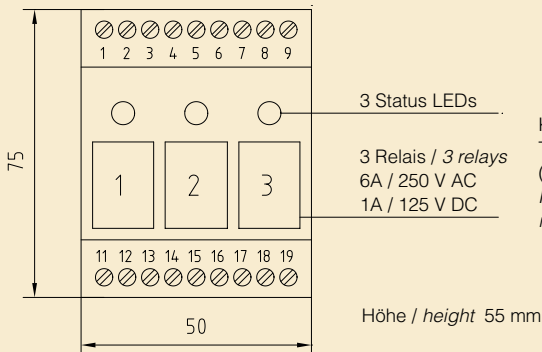 1 2 3 4 5 6 7 8 9
3 Status LEDs
3 Relais / 3 relays
6A / 250 V AC
1A / 125 V DC
1 2 3
75
11 12 13 14 15 16 17 18 19
50
Höhe / height 55 mm